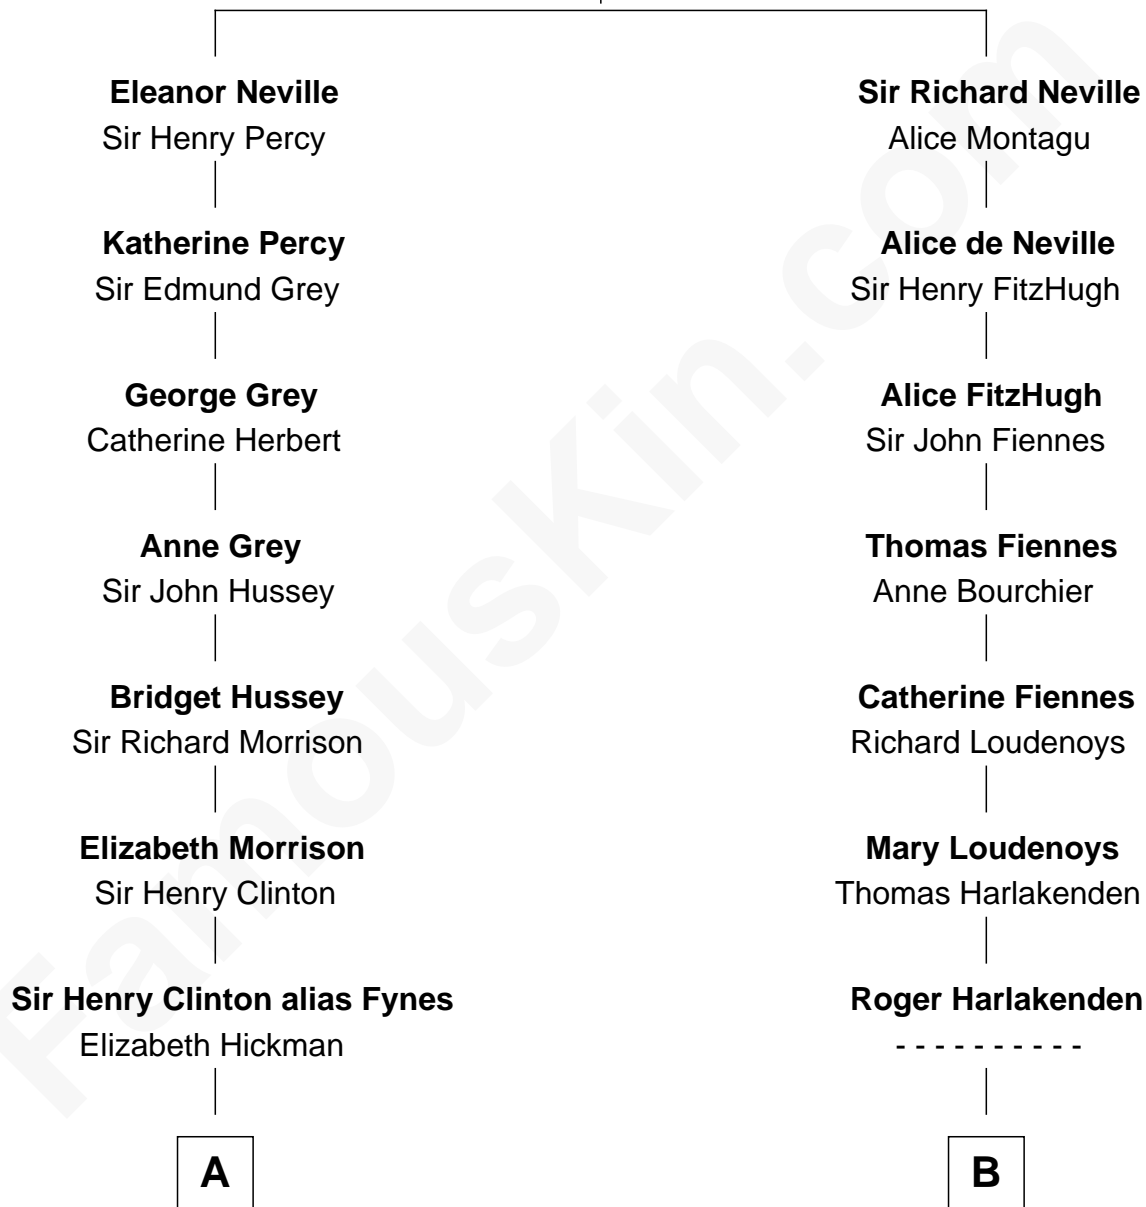 Eleanor Neville
Sir Henry Percy
Katherine Percy
Sir Edmund Grey
George Grey
Catherine Herbert
Anne Grey
Sir John Hussey
Bridget Hussey
Sir Richard Morrison
Elizabeth Morrison
Sir Henry Clinton
Sir Henry Clinton alias Fynes
Elizabeth Hickman
A
Sir Richard Neville
Alice Montagu
Alice de Neville
Sir Henry FitzHugh
Alice FitzHugh
Sir John Fiennes
Thomas Fiennes
Anne Bourchier
Catherine Fiennes
Richard Loudenoys
Mary Loudenoys
Thomas Harlakenden
Roger Harlakenden
- - - - - - - - - -
B
FamousKin.com